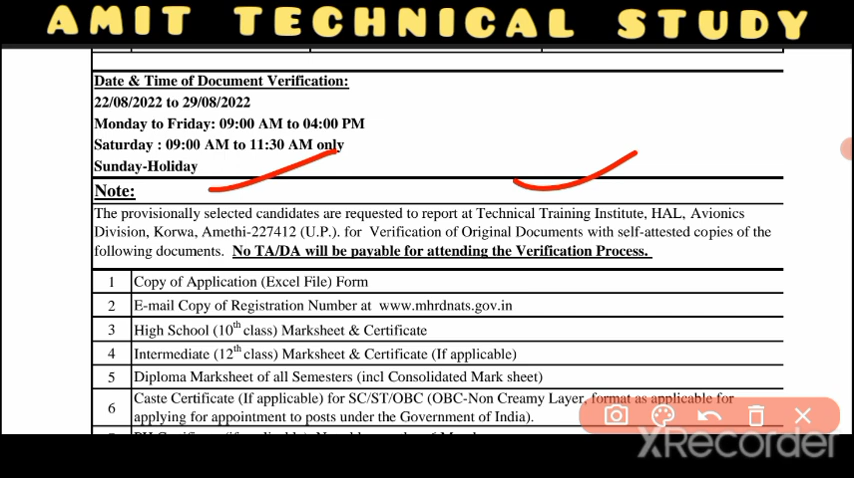 AMIT TECHNICAL STUDY
Date & Time of Document Verification:
22/08/2022 to 29/08/2022
Monday to Friday: 09:00 AM to 04:00 PM
Saturday : 09:00 AM to 11:30 AM only
Sunday-Holiday
Note:
The provisionally selected candidates are requested to report at Technical Training Institute, HAL, Avionics
Division, Korwa, Amethi-227412 (U.P.). for Verification of Original Documents with self-attested copies of the
following documents. No TA/DA will be payable for attending the Verification Process.
1 Copy of Application (Excel File) Form
2 E-mail Copy of Registration Number at www.mhrdnats.gov.in
3 High School (10th class) Marksheet & Certificate
4 Intermediate (12th class) Marksheet & Certificate (If applicable)
5 Diploma Marksheet of all Semesters (incl Consolidated Mark sheet)
6 Caste Certificate (If applicable) for SC/ST/OBC (OBC-Non Creamy Layer, format as applicable for
applying for appointment to posts under the Government of India).
XRecorder